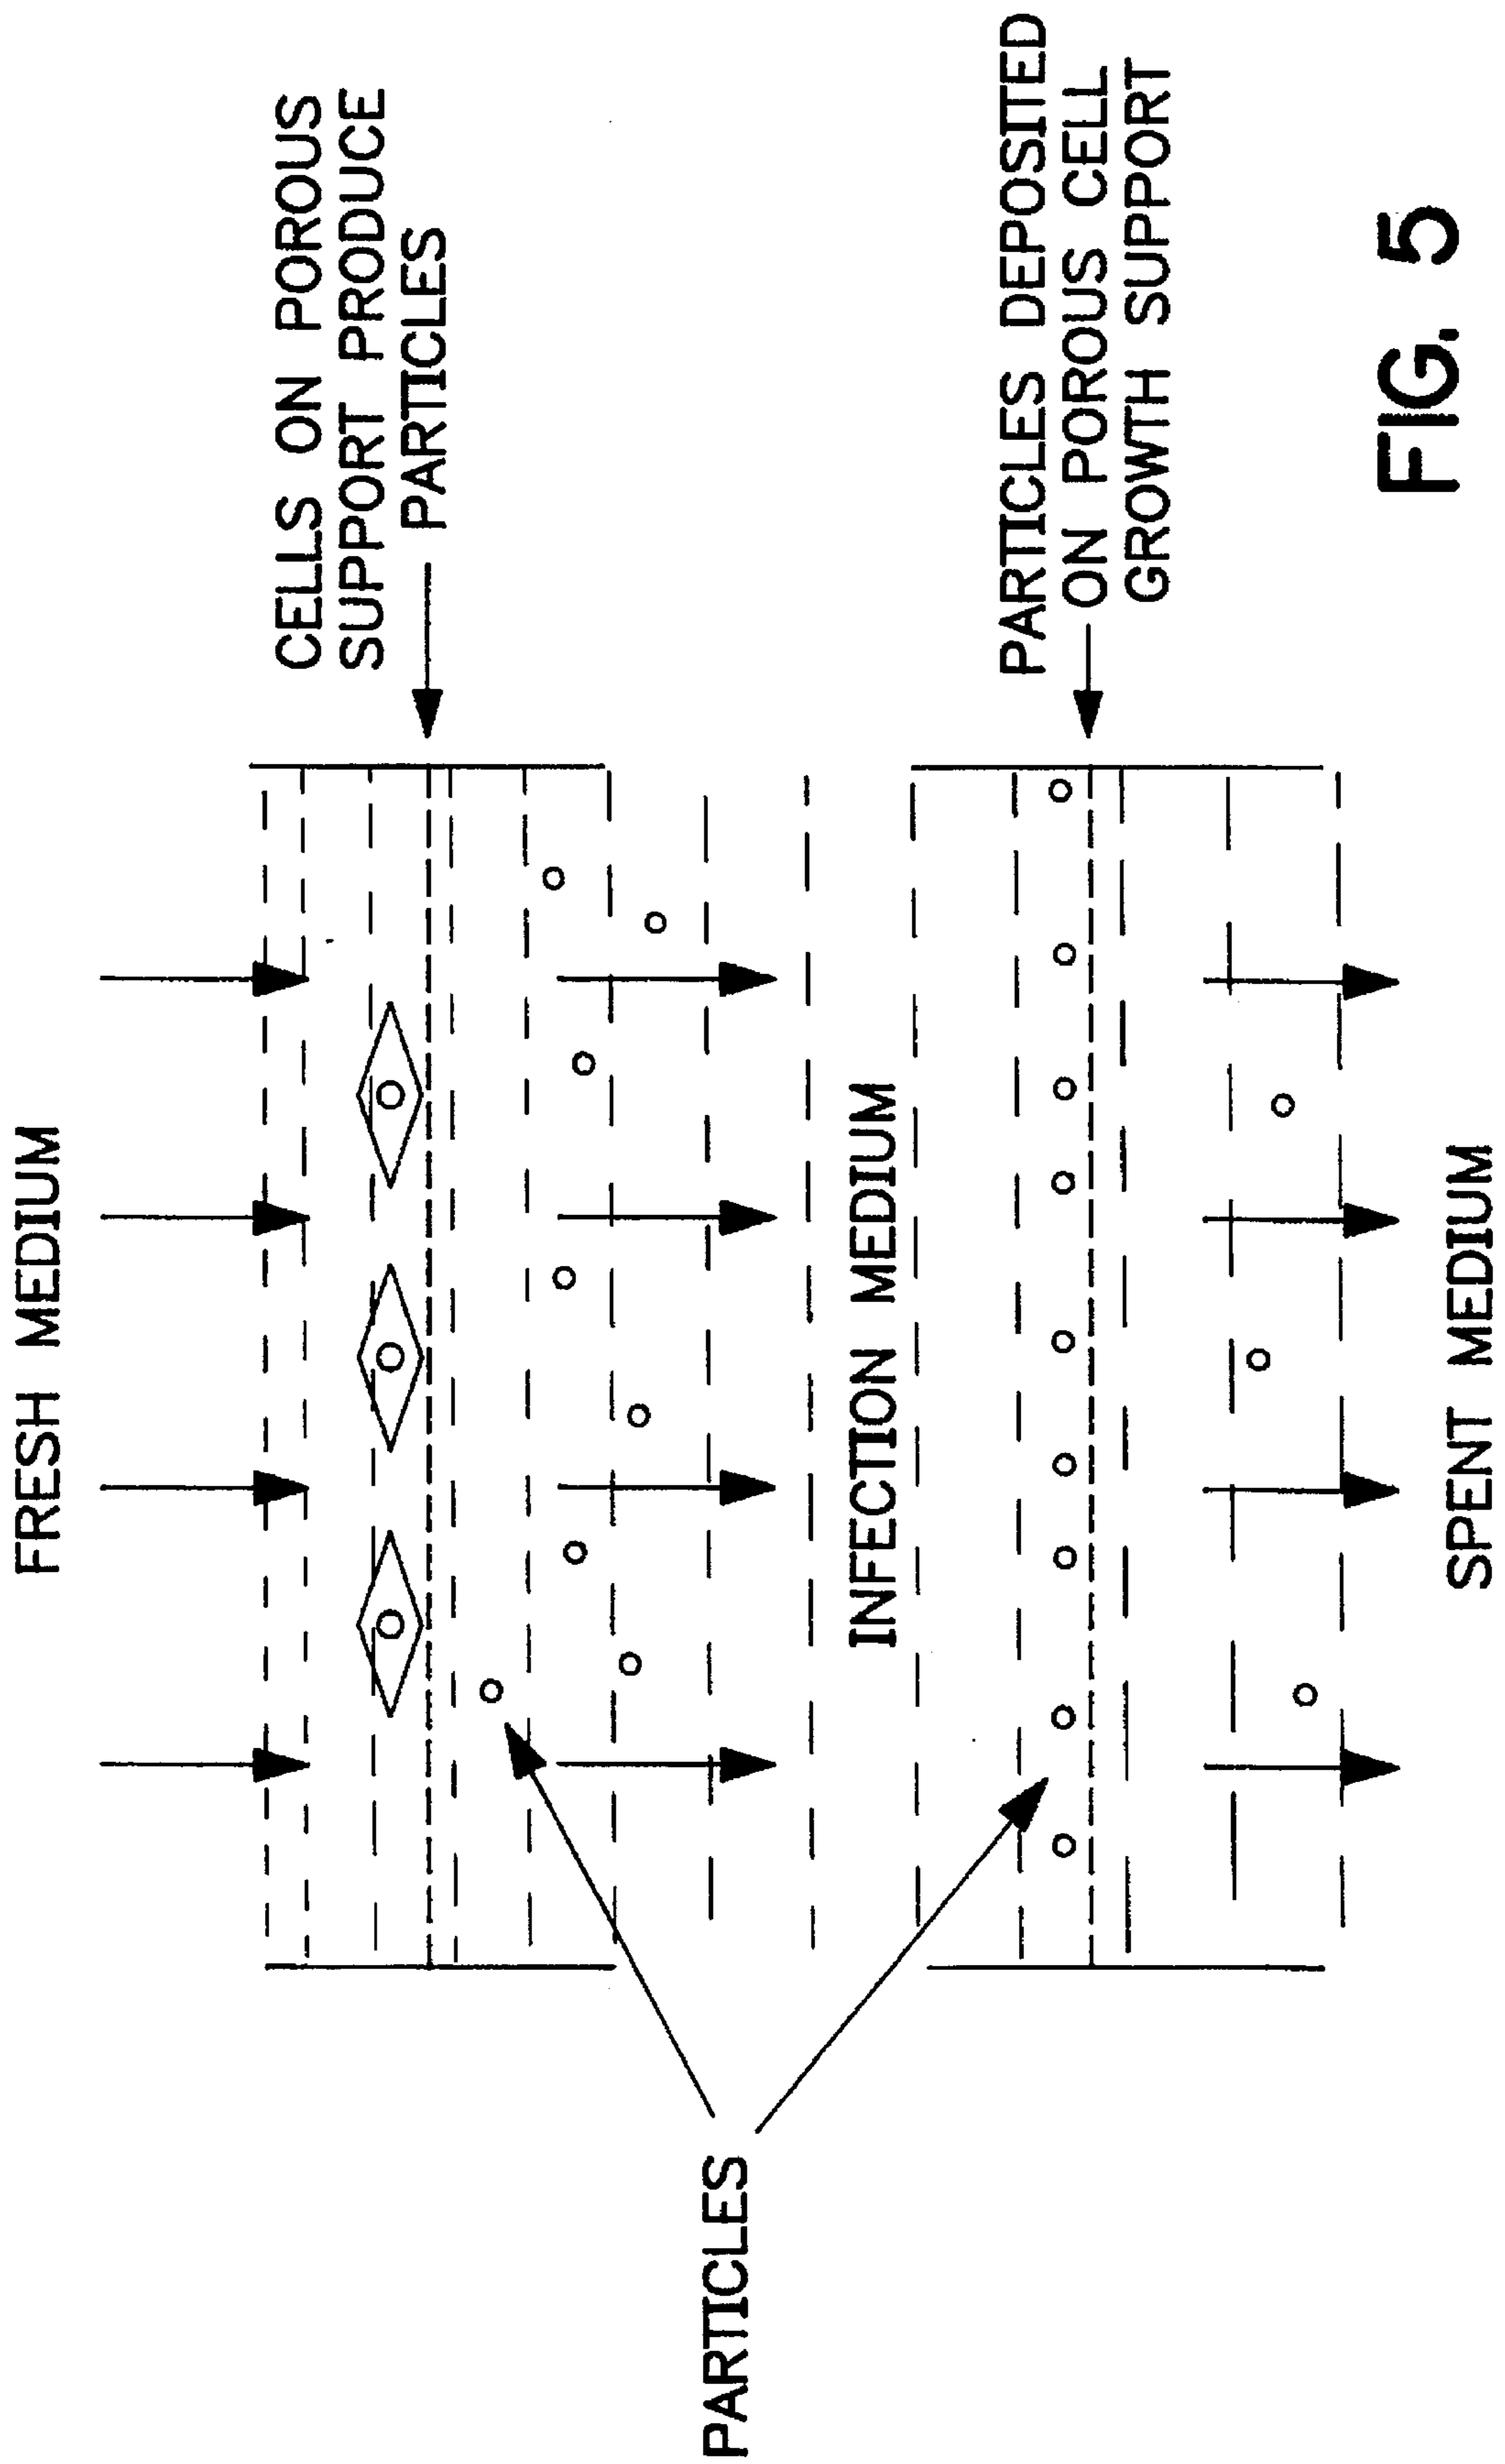 FRESH MEDIUM
CELLS ON POROUS
SUPPORT PRODUCE
PARTICLES
PARTICLES
INFECTION MEDIUM
PARTICLES DEPOSITED
ON POROUS CELL
GROWTH SUPPORT
SPENT MEDIUM
FIG. 5